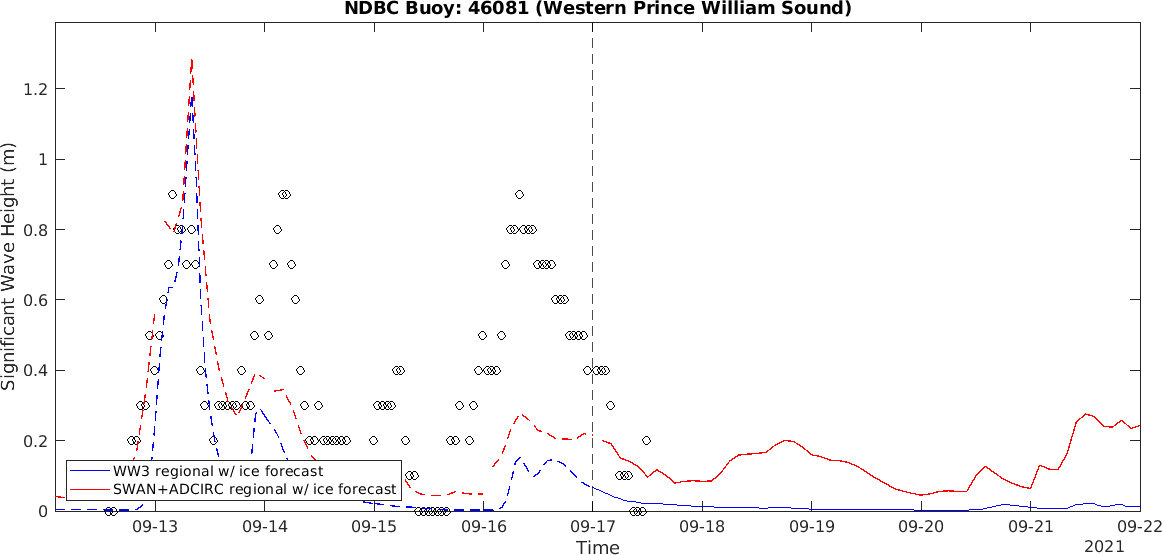 NDBC Buoy: 46081 (Western Prince William Sound)
Significant Wave Height (m)
1.2
1
0.8
0.6
0.4
0.2
0
WW3 regional w/ ice forecast
SWAN+ADCIRC regional w/ ice forecast
09-13 09-14 09-15 09-16 09-17 09-18 09-19 09-20 09-21 09-22
Time
2021